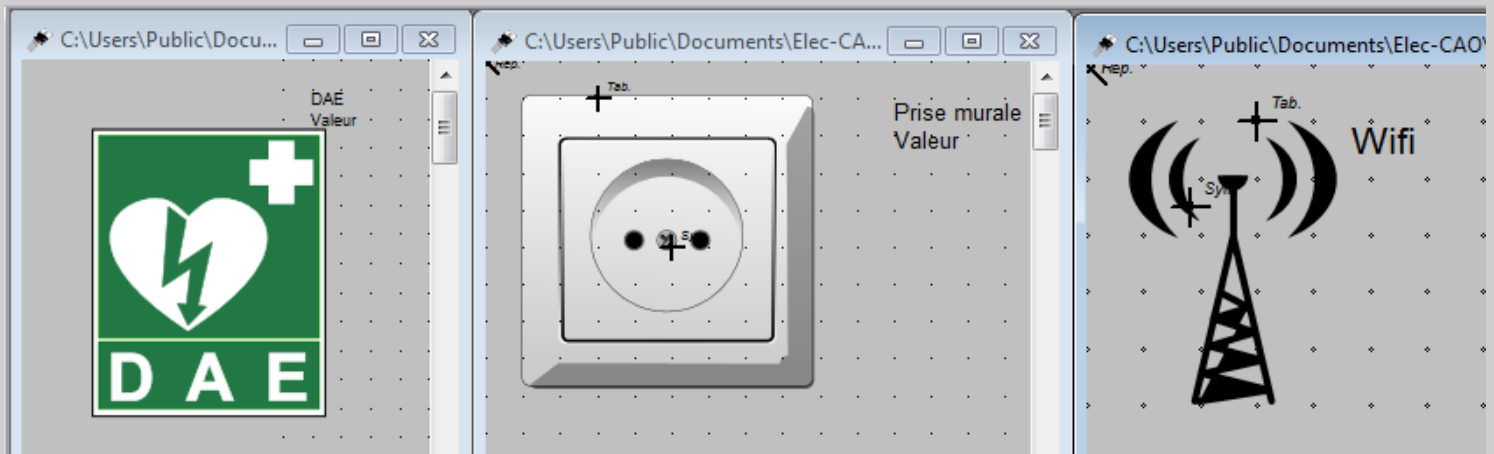 C:\Users\Public\Docu...
DAE
Valeur
D A E
C:\Users\Public\Documents\Elec-CA...
Rep.
Tab.
Prise murale
Valeur
C:\Users\Public\Documents\Elec-CAO\
Rep.
Tab.
Wifi